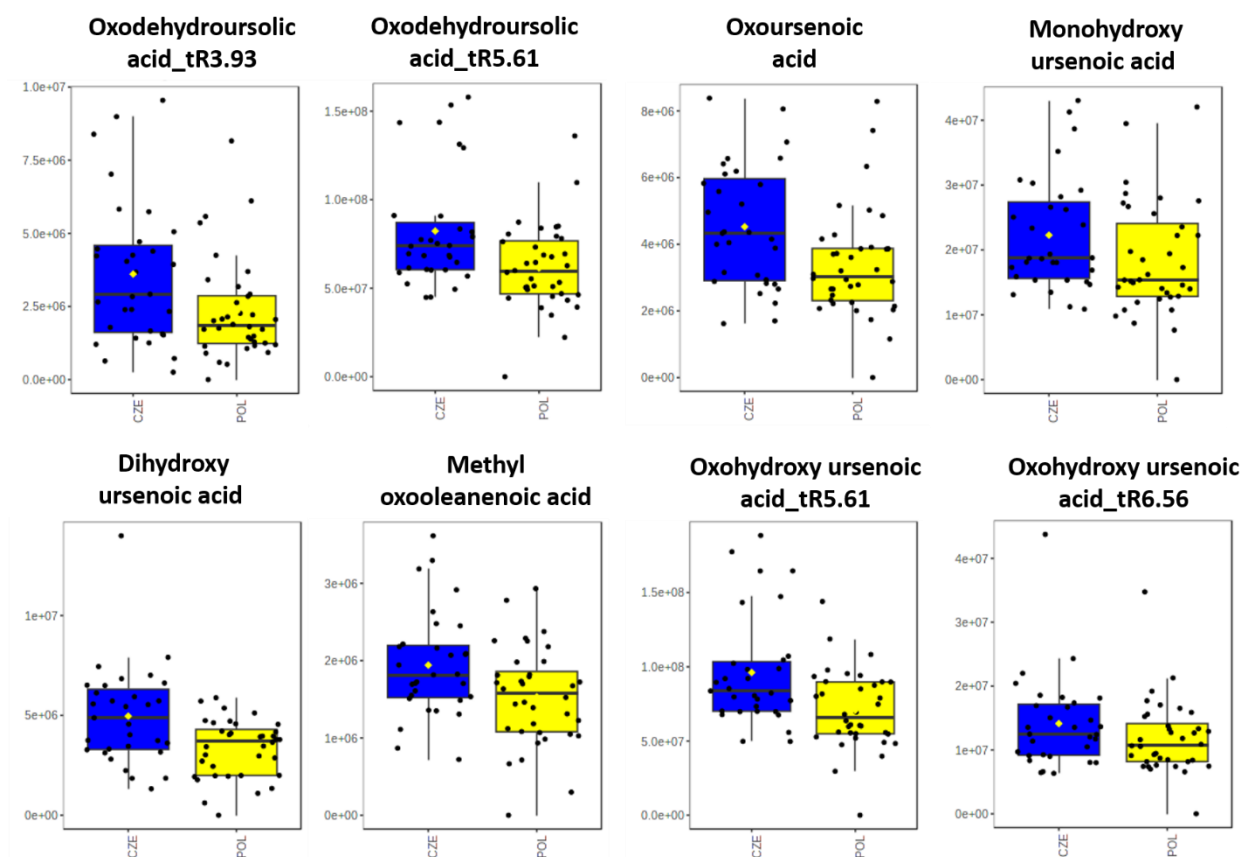 Oxodehydroursolic
acid_tR3.93
1.0e+07
7.5e+06
5.0e+06
2.5e+06
0.0e+00
CZE
POL
Oxodehydroursolic
acid_tR5.61
1.5e+08
1.0e+08
5.0e+07
0.0e+00
CZE
POL
Oxoursenoic
acid
8e+06
6e+06
4e+06
2e+06
0e+00
CZE
POL
Monohydroxy
ursenoic acid
4e+07
3e+07
2e+07
1e+07
0e+00
CZE
POL
Dihydroxy
ursenoic acid
1e+07
5e+06
0e+00
CZE
POL
Methyl
oxooleanenoic acid
3e+06
2e+06
1e+06
0e+00
CZE
POL
Oxohydroxy ursenoic
acid_tR5.61
1.5e+08
1.0e+08
5.0e+07
0.0e+00
CZE
POL
Oxohydroxy ursenoic
acid_tR6.56
4e+07
3e+07
2e+07
1e+07
0e+00
CZE
POL